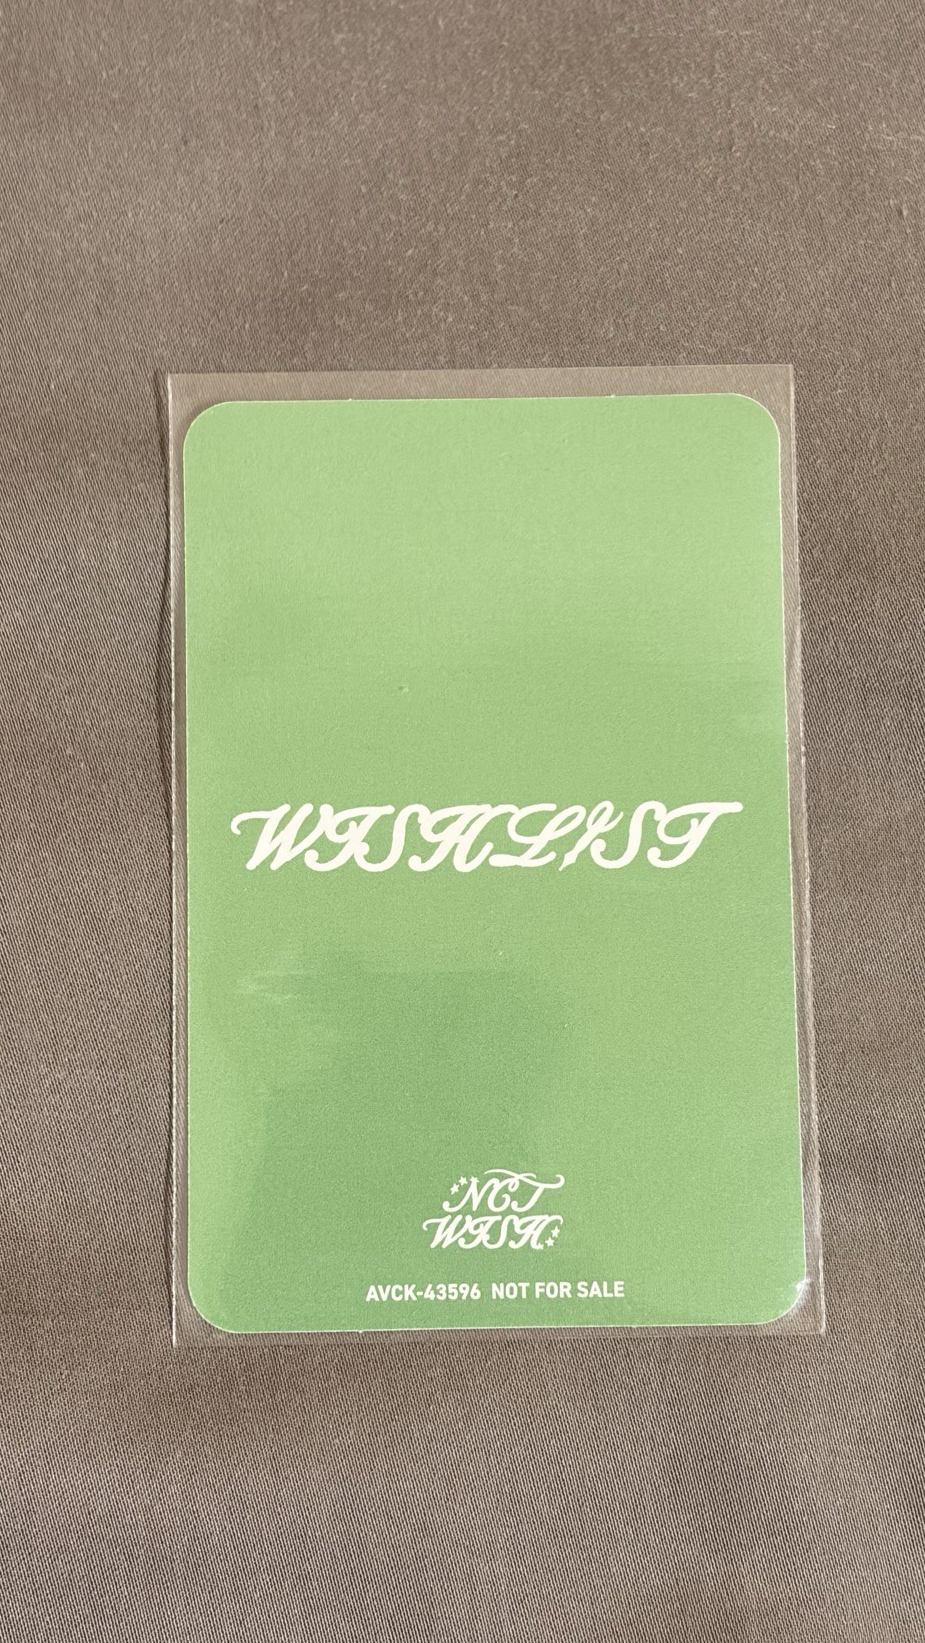 WISHLIST
NCT
WISH
AVCK-43596 NOT FOR SALE